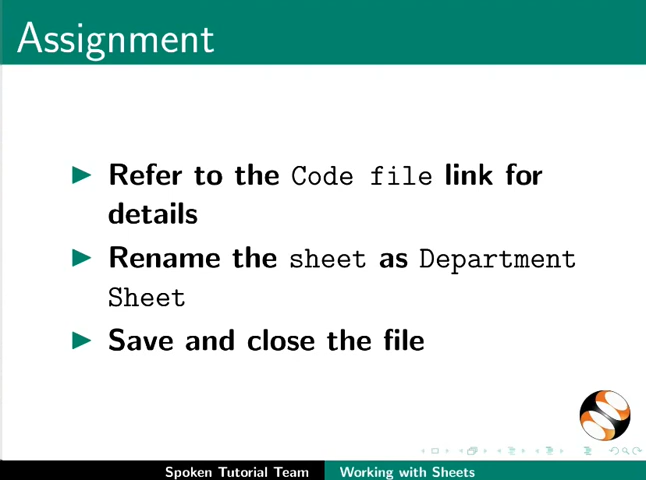 Assignment
Refer to the Code file link for
details
Rename the sheet as Department
Sheet
Save and close the file
Spoken Tutorial Team Working with Sheets